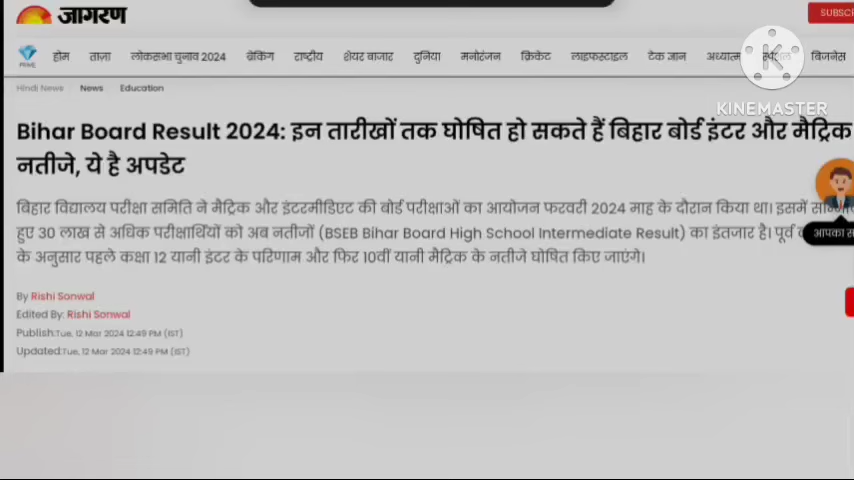 जागरण
SUBSC
होम ताज़ा लोकसभा चुनाव 2024 ब्रेकिंग राष्ट्रीय शेयर बाजार दुनिया मनोरंजन क्रिकेट लाइफस्टाइल टेक ज्ञान बिजनेस
PRIME
KINEMASTER
Hindi News News Education
Bihar Board Result 2024: इन तारीखों तक घोषित हो सकते हैं बिहार बोर्ड इंटर और मैट्रिक
नतीजे, ये है अपडेट
बिहार विद्यालय परीक्षा समिति ने मैट्रिक और इंटरमीडिएट की बोर्ड परीक्षाओं का आयोजन फरवरी 2024 माह के दौरान किया था। इसमें
हुए 30 लाख से अधिक परीक्षार्थियों को अब नतीजों (BSEB Bihar Board High School Intermediate Result) का इंतजार है। पूर्व
आपका
के अनुसार पहले कक्षा 12 यानी इंटर के परिणाम और फिर 10वीं यानी मैट्रिक के नतीजे घोषित किए जाएंगे।
By Rishi Sonwal
Edited By: Rishi Sonwal
Publish:Tue, 12 Mar 2024 12:49 PM (IST)
Updated:Tue, 12 Mar 2024 12:49 PM (IST)